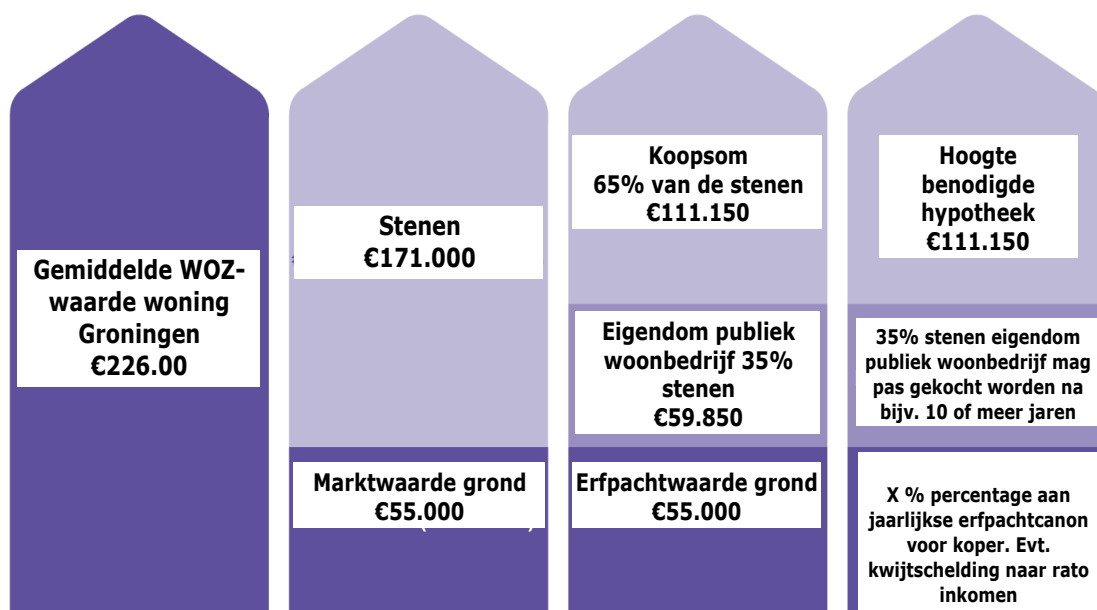 Gemiddelde WOZ-
waarde woning
Groningen
€226.00
Stenen
€171.000
Marktwaarde grond
€55.000
Koopsom
65% van de stenen
€111.150
Eigendom publiek
woonbedrijf 35%
stenen
€59.850
Erfpachtwaarde grond
€55.000
Hoogte
benodigde
hypotheek
€111.150
35% stenen eigendom
publiek woonbedrijf mag
pas gekocht worden na
bijv. 10 of meer jaren
X % percentage aan
jaarlijkse erfpachtcanon
voor koper. Evt.
kwijtschelding naar rato
inkomen